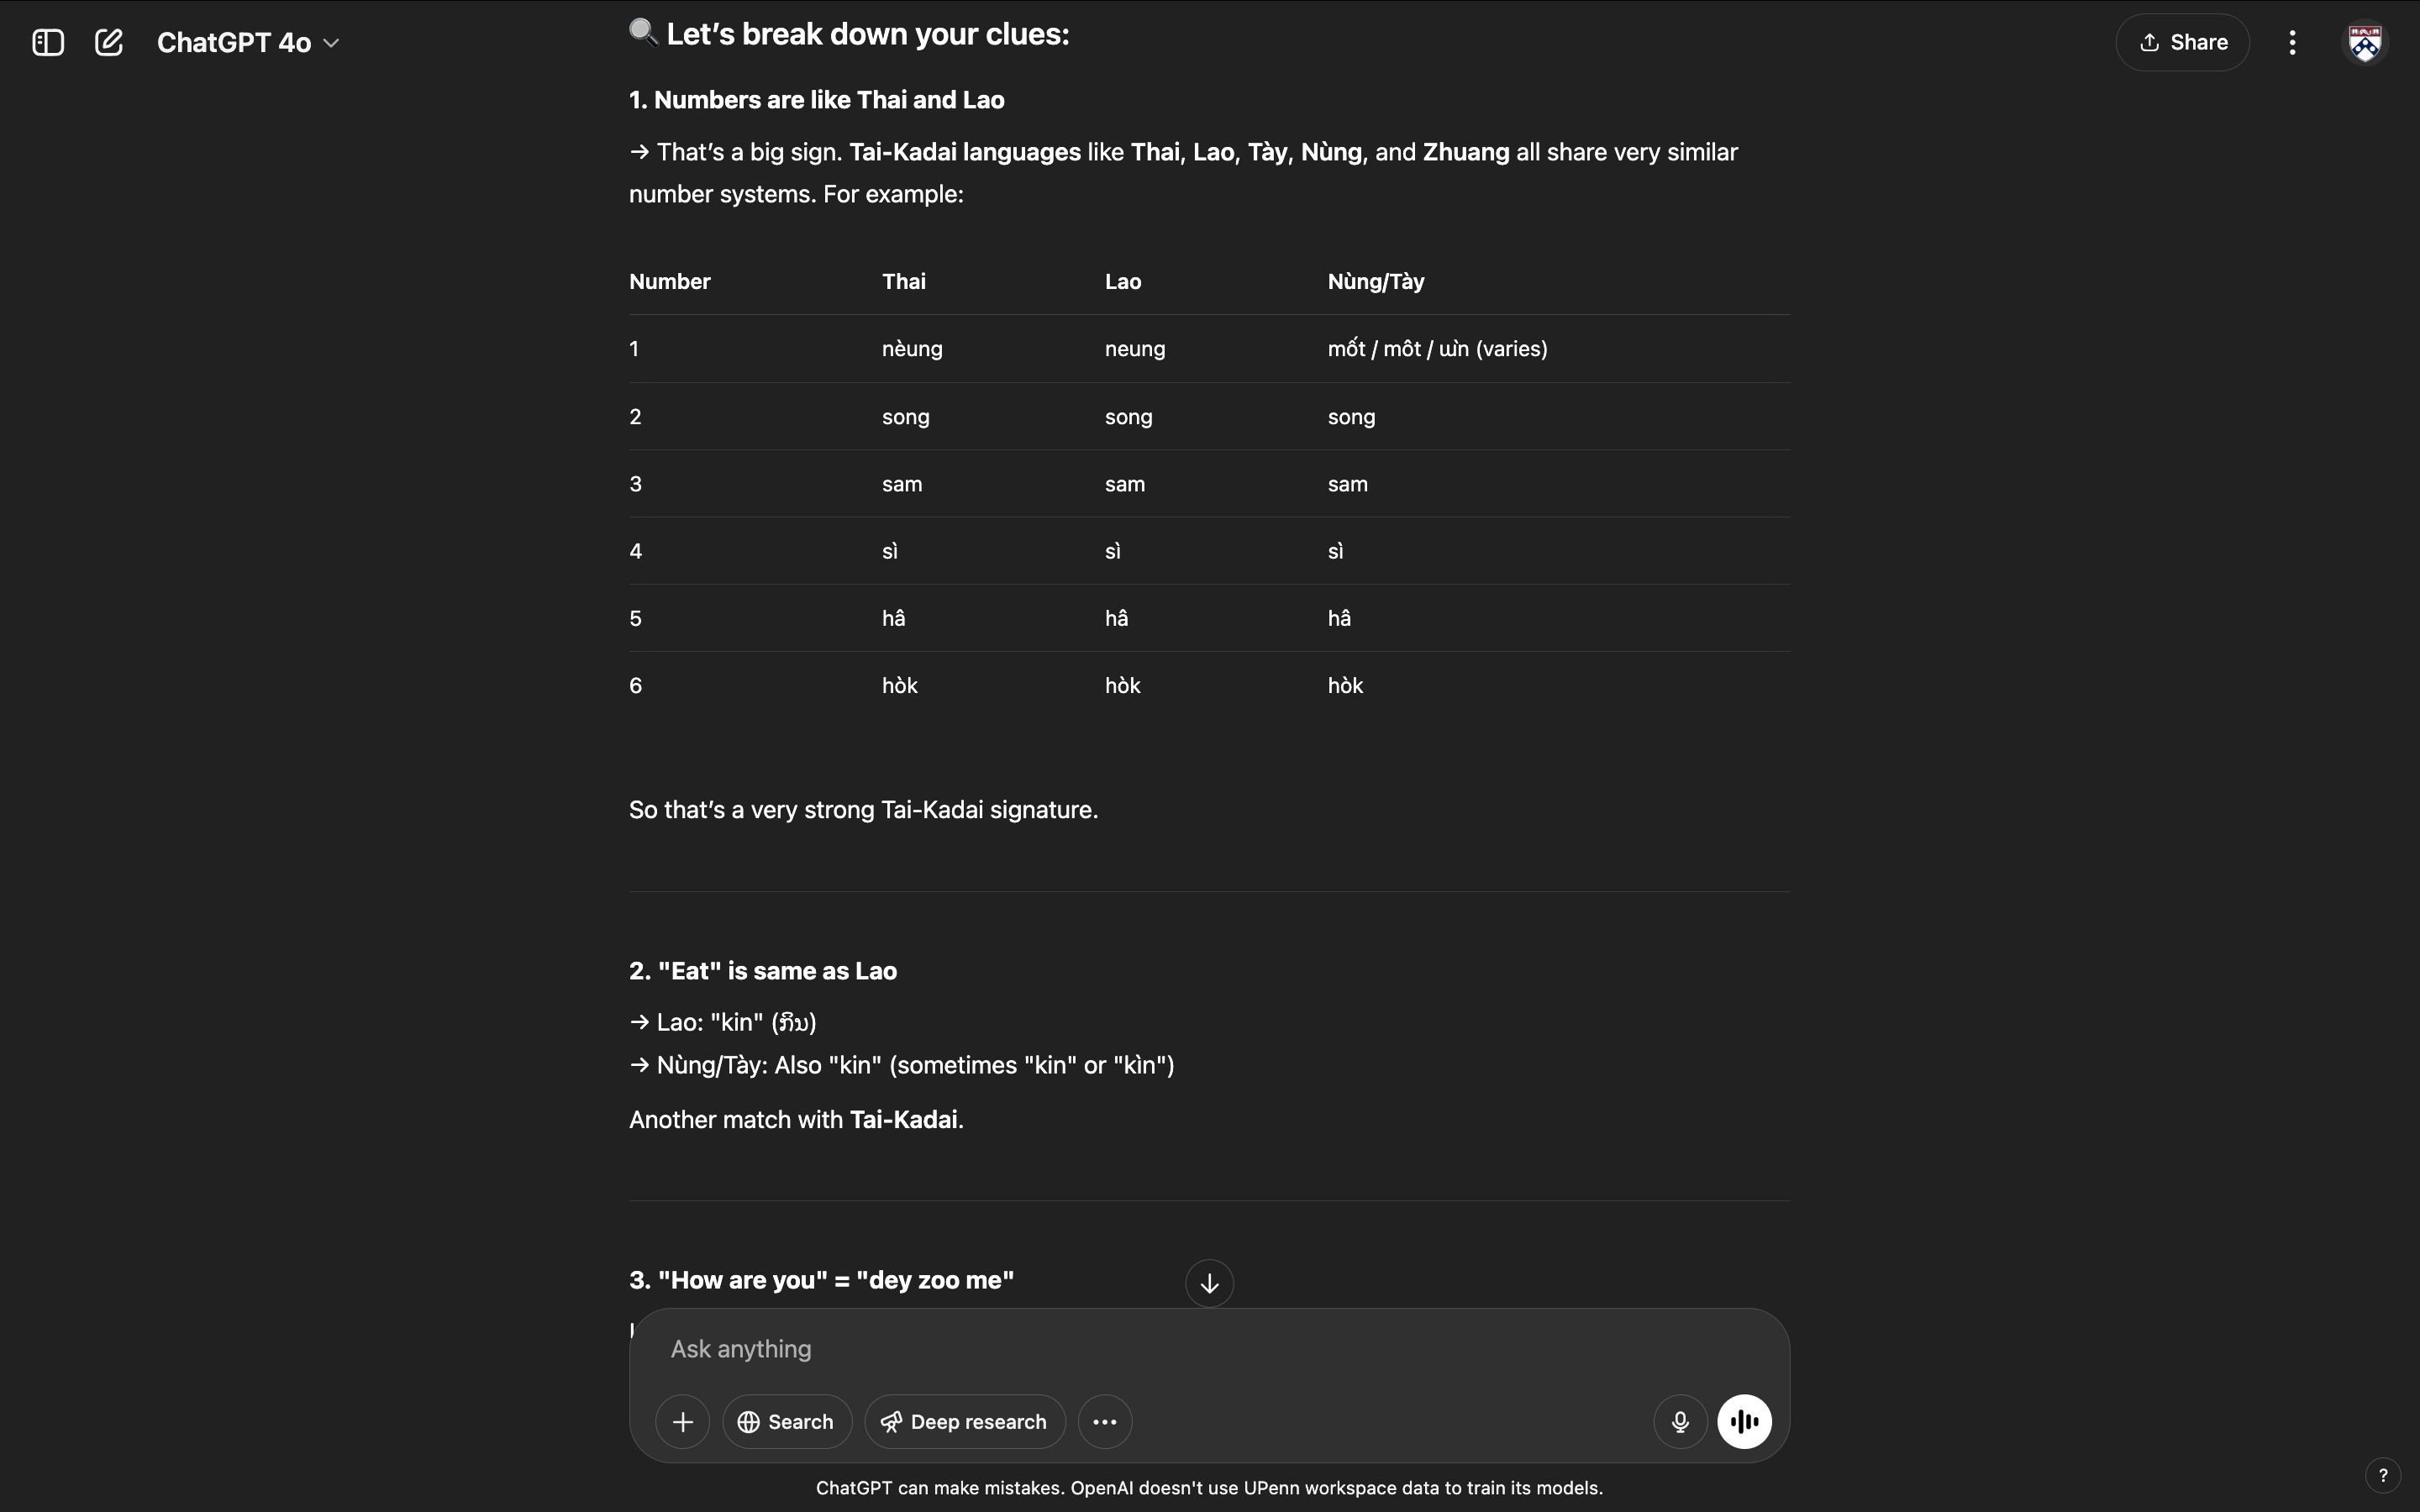 ChatGPT 4o
Share
Let's break down your clues:
1. Numbers are like Thai and Lao
→ That's a big sign. Tai-Kadai languages like Thai, Lao, Tày, Nùng, and Zhuang all share very similar
number systems. For example:
Number Thai Lao Nùng/Tày
1 nèung neung mốt / môt / ưìn (varies)
2 song song song
3 sam sam sam
4 sì sì sì
5 hâ hâ hâ
6 hòk hòk hòk
So that's a very strong Tai-Kadai signature.
2. "Eat" is same as Lao
→ Lao: "kin" (ກິນ)
→ Nùng/Tày: Also "kin" (sometimes "kin" or "kìn")
Another match with Tai-Kadai.
3. "How are you" = "dey zoo me"
Ask anything
Search
Deep research
ChatGPT can make mistakes. OpenAI doesn't use UPenn workspace data to train its models.
?